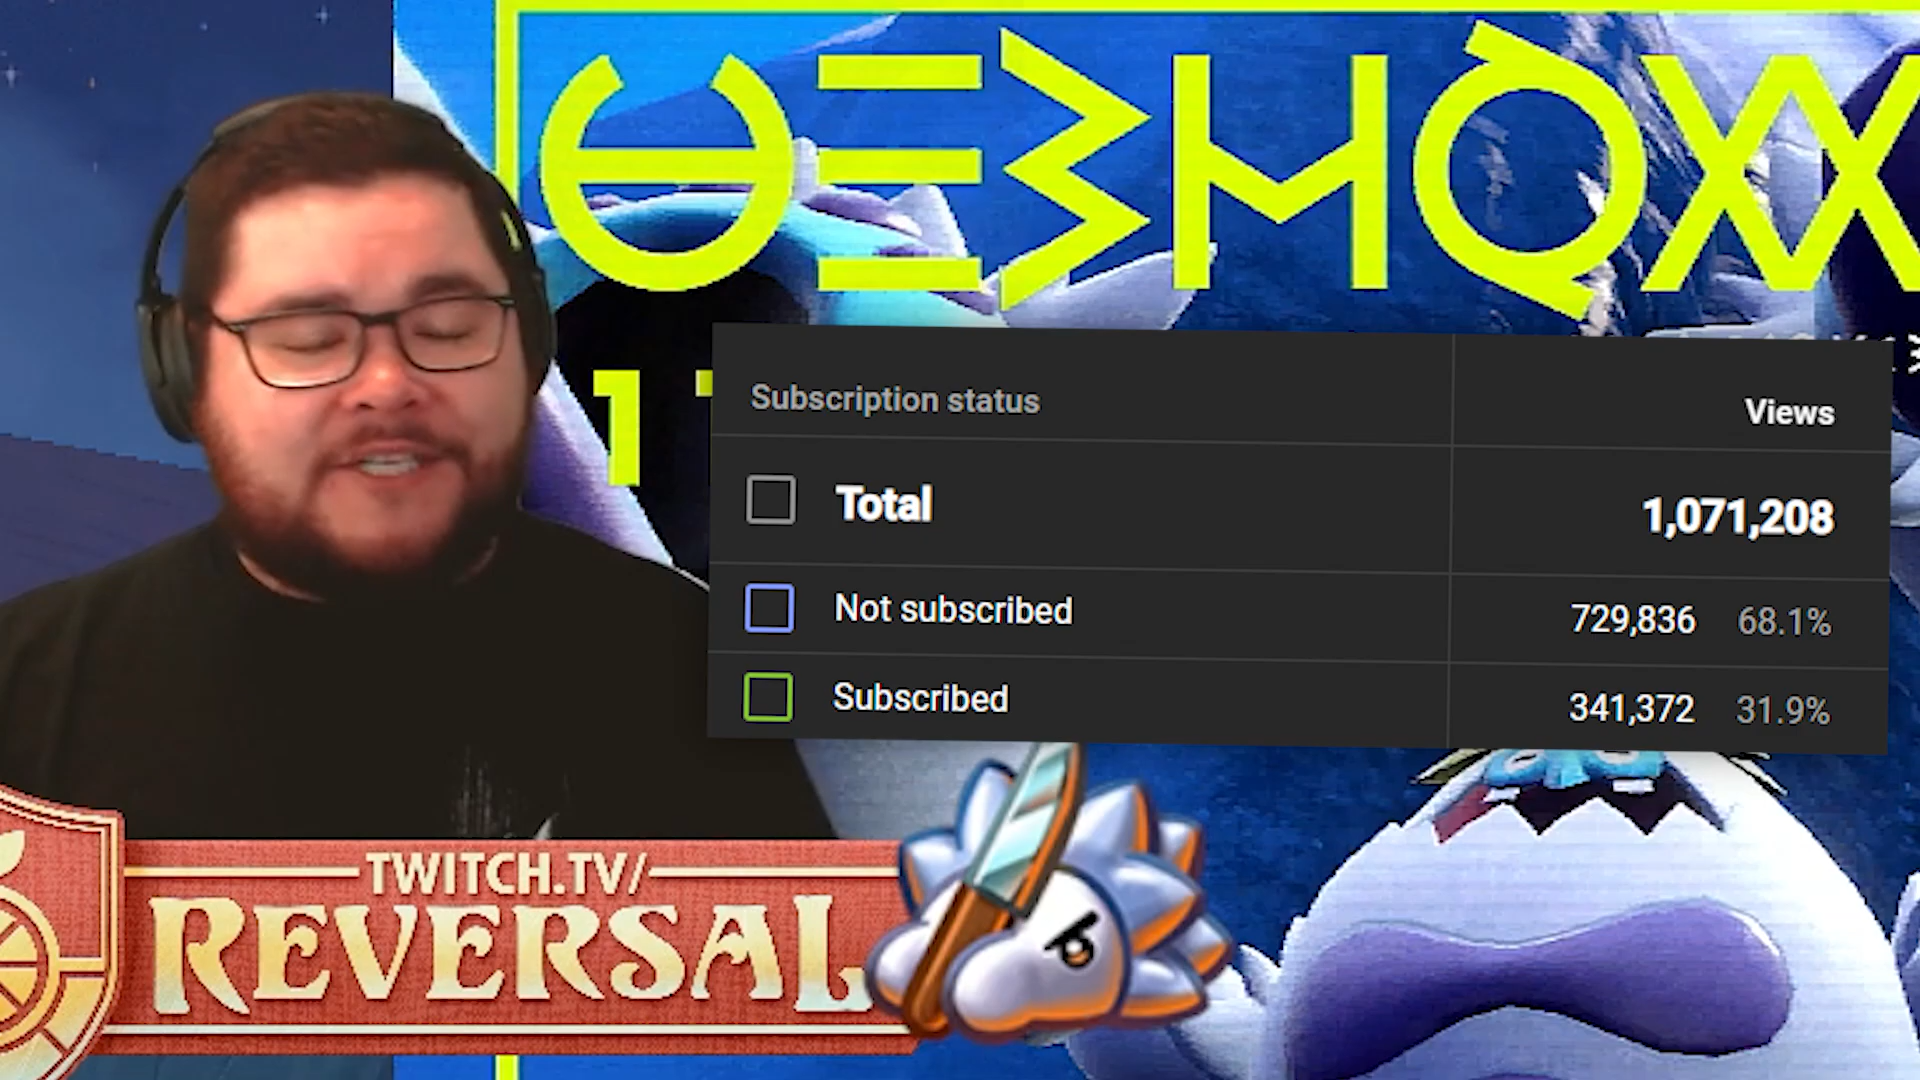 Subscription status Views
Total 1,071,208
Not subscribed 729,836 68.1%
Subscribed 341,372 31.9%
TWITCH.TV/
REVERSAL